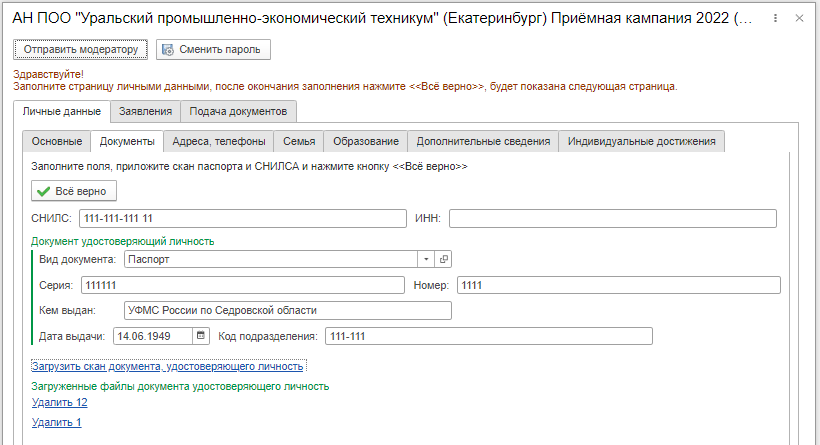 АН ПОО "Уральский промышленно-экономический техникум" (Екатеринбург) Приёмная кампания 2022 (...
Отправить модератору Сменить пароль
Здравствуйте!
Заполните страницу личными данными, после окончания заполнения нажмите <<Всё верно>>, будет показана следующая страница.
Личные данные Заявления Подача документов
Основные Документы Адреса, телефоны Семья Образование Дополнительные сведения Индивидуальные достижения
Заполните поля, приложите скан паспорта и СНИЛСА и нажмите кнопку <<Всё верно>>
Всё верно
СНИЛС: 111-111-111 11 ИНН:
Документ удостоверяющий личность
Вид документа: Паспорт
Серия: 111111 Номер: 1111
Кем выдан: УФМС России по Седровской области
Дата выдачи: 14.06.1949 Код подразделения: 111-111
Загрузить скан документа, удостоверяющего личность
Загруженные файлы документа удостоверяющего личность
Удалить 12
Удалить 1